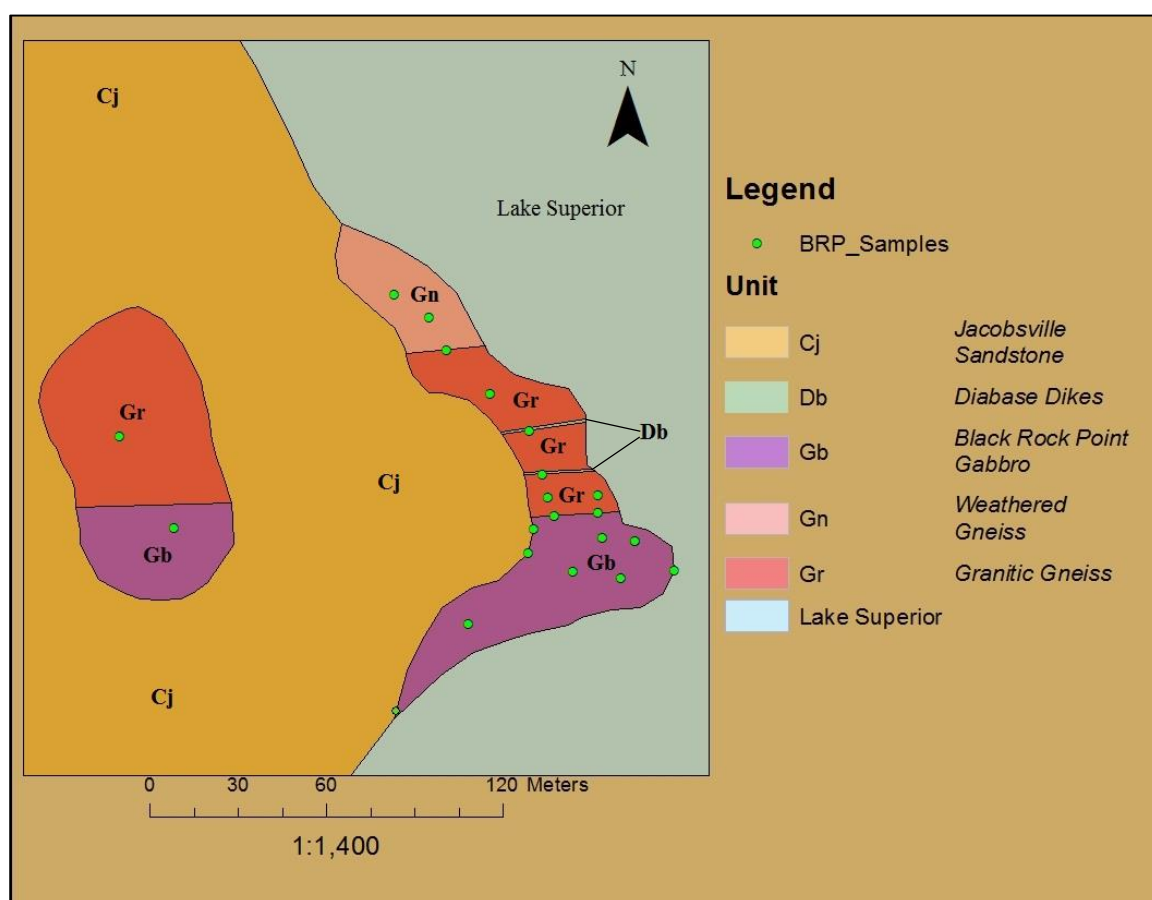 Cj
N
Lake Superior
Gn
Gr
Gr
Db
Gr
Cj
Gr
Gb
Gb
Cj
0 30 60 120 Meters
1:1,400
Legend
BRP_Samples
Unit
Cj Jacobsville
Sandstone
Db Diabase Dikes
Gb Black Rock Point
Gabbro
Gn Weathered
Gneiss
Gr Granitic Gneiss
Lake Superior